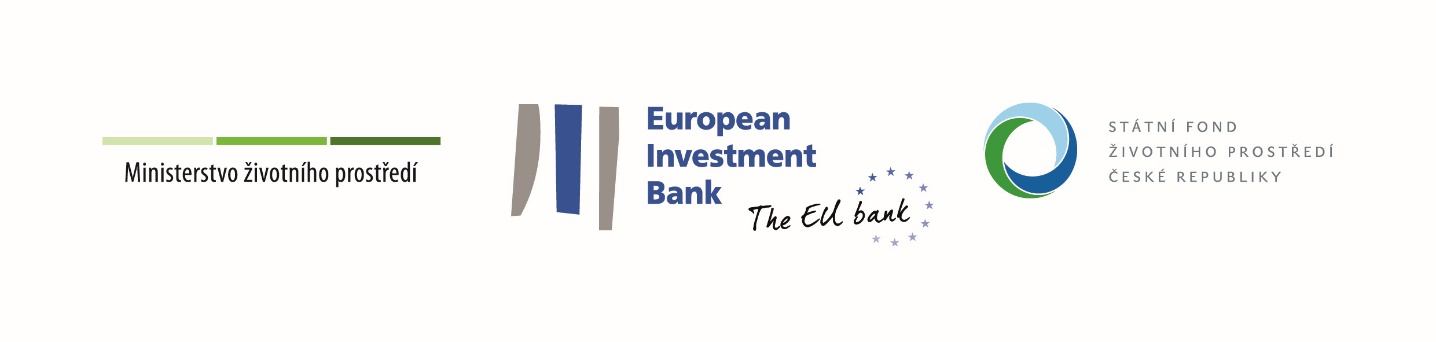 Ministerstvo životního prostředí
European
Investment
Bank
The EU bank
STÁTNÍ FOND
ŽIVOTNÍHO PROSTŘEDÍ
ČESKÉ REPUBLIKY